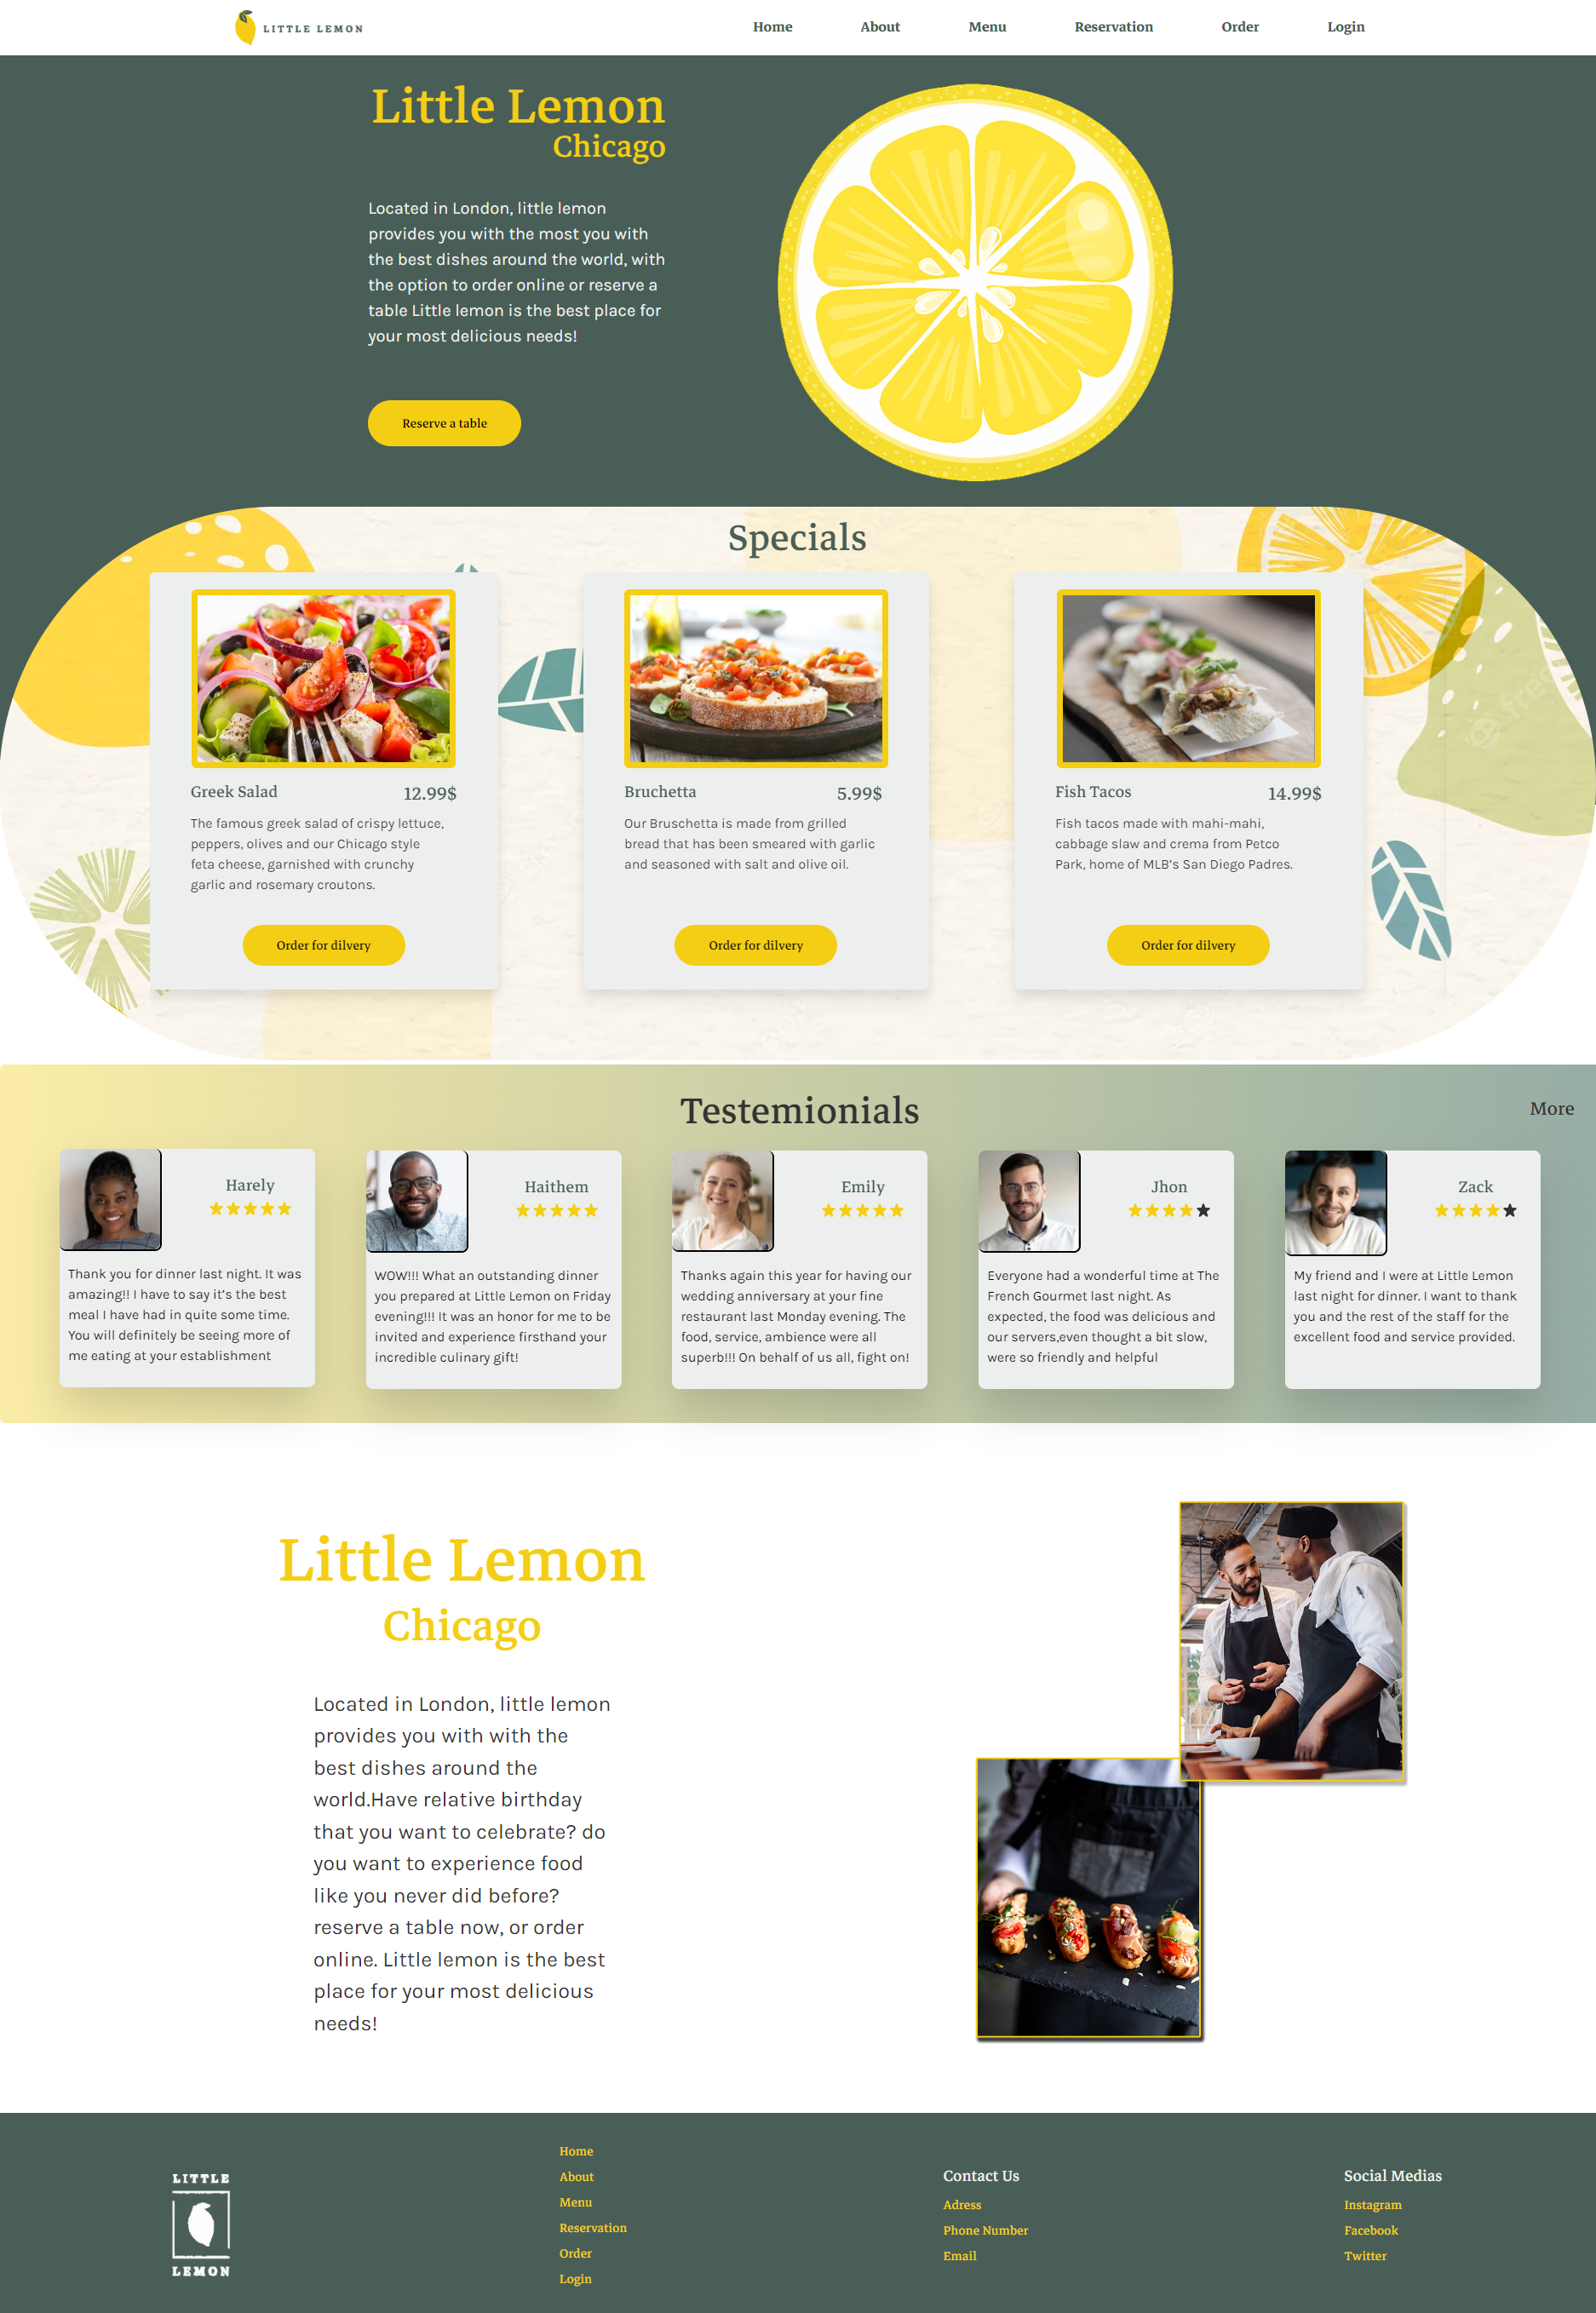 LITTLE LEMON
Home About Menu Reservation Order Login
Little Lemon
Chicago
Located in London, little lemon
provides you with the most you with
the best dishes around the world, with
the option to order online or reserve a
table Little lemon is the best place for
your most delicious needs!
Reserve a table
Specials
Greek Salad 12.99$
The famous greek salad of crispy lettuce,
peppers, olives and our Chicago style
feta cheese, garnished with crunchy
garlic and rosemary croutons.
Order for dilvery
Bruchetta 5.99$
Our Bruschetta is made from grilled
bread that has been smeared with garlic
and seasoned with salt and olive oil.
Order for dilvery
Fish Tacos 14.99$
Fish tacos made with mahi-mahi,
cabbage slaw and crema from Petco
Park, home of MLB's San Diego Padres.
Order for dilvery
Testemionials
More
Harely
Thank you for dinner last night. It was
amazing!! I have to say it's the best
meal I have had in quite some time.
You will definitely be seeing more of
me eating at your establishment
Haithem
WOW!!! What an outstanding dinner
you prepared at Little Lemon on Friday
evening!!! It was an honor for me to be
invited and experience firsthand your
incredible culinary gift!
Emily
Thanks again this year for having our
wedding anniversary at your fine
restaurant last Monday evening. The
food, service, ambience were all
superb!!! On behalf of us all, fight on!
Jhon
Everyone had a wonderful time at The
French Gourmet last night. As
expected, the food was delicious and
our servers,even thought a bit slow,
were so friendly and helpful
Zack
My friend and I were at Little Lemon
last night for dinner. I want to thank
you and the rest of the staff for the
excellent food and service provided.
Little Lemon
Chicago
Located in London, little lemon
provides you with with the
best dishes around the
world.Have relative birthday
that you want to celebrate? do
you want to experience food
like you never did before?
reserve a table now, or order
online. Little lemon is the best
place for your most delicious
needs!
LITTLE
LEMON
Home
About
Menu
Reservation
Order
Login
Contact Us
Adress
Phone Number
Email
Social Medias
Instagram
Facebook
Twitter